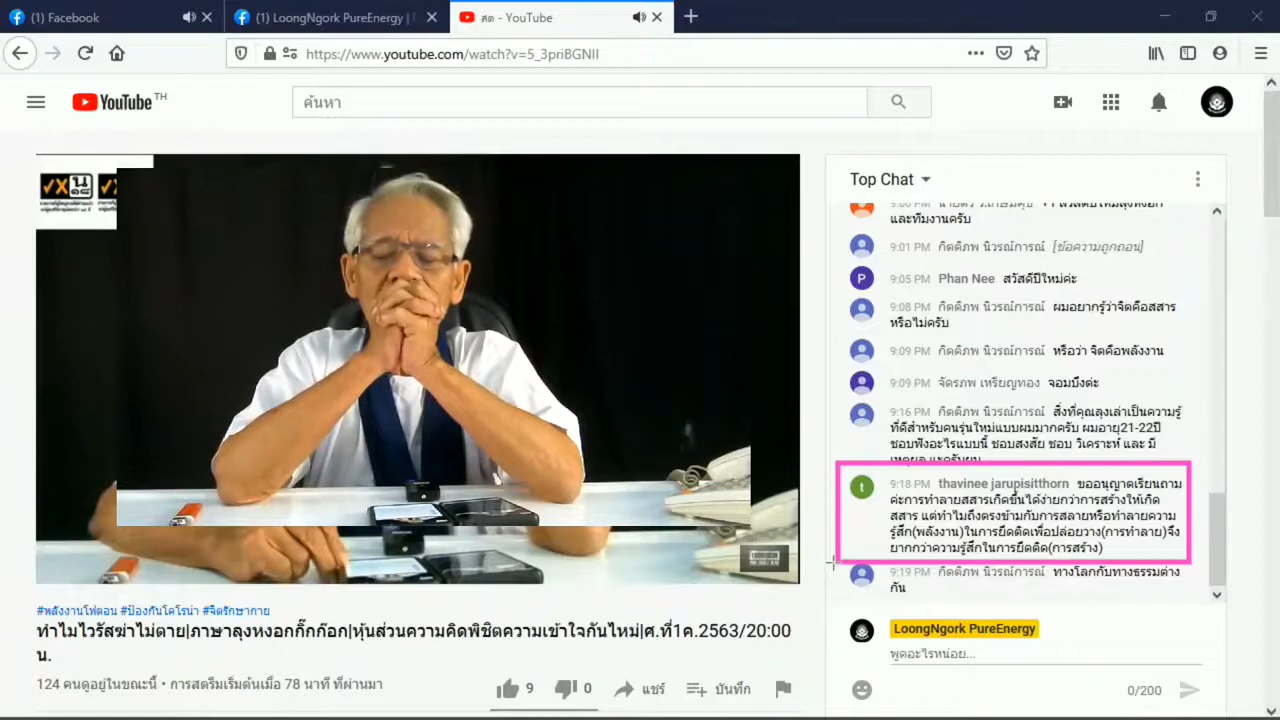 (1) Facebook
(1) LoongNgork PureEnergy |
สด - YouTube
https://www.youtube.com/watch?v=5_3priBGNII
YouTube TH
ค้นหา
Top Chat
และทีมงานครับ
9:01 PM กิตติภพ นิวรณ์การณ์ [ข้อความถูกถอน]
P 9:05 PM Phan Nee สวัสดีปีใหม่ค่ะ
9:08 PM กิตติภพ นิวรณ์การณ์ ผมอยากรู้ว่าจิตคือสสาร
หรือไม่ครับ
9:09 PM กิตติภพ นิวรณ์การณ์ หรือว่า จิตคือพลังงาน
9:09 PM จัตรภพ เหรียญทอง จอมบึงค่ะ
9:16 PM กิตติภพ นิวรณ์การณ์ สิ่งที่คุณลุงเล่าเป็นความรู้
ที่ดีสำหรับคนรุ่นใหม่แบบผมมากครับ ผมอายุ21-22ปี
ชอบฟังอะไรแบบนี้ ชอบสงสัย ชอบ วิเคราะห์ และ มี
t 9:18 PM thavinee jarupisitthorn ขออนุญาตเรียนถาม
ค่ะการทำลายสสารเกิดขึ้นได้ง่ายกว่าการสร้างให้เกิด
สสาร แต่ทำไมถึงตรงข้ามกับการสลายหรือทำลายความ
รู้สึก(พลังงาน)ในการยึดติดเพื่อปล่อยวาง(การทำลาย)จึง
ยากกว่าความรู้สึกในการยึดติด(การสร้าง)
9:19 PM กิตติภพ นิวรณ์การณ์ ทางโลกกับทางธรรมต่าง
กัน
LoongNgork PureEnergy
พูดอะไรหน่อย...
0/200
น
๑๘
#พลังงานโฟตอน #ป้องกันโคโรน่า #จิตรักษากาย
ทำไมไวรัสฆ่าไม่ตาย|ภาษาลุงหงอกกิ๊กก๊อก|หุ้นส่วนความคิดพิชิตความเข้าใจกันไหม|ศ.ที่1ค.2563/20:00
น.
124 คนดูอยู่ในขณะนี้ • การสตรีมเริ่มต้นเมื่อ 78 นาที ที่ผ่านมา
9 0 แชร์ บันทึก